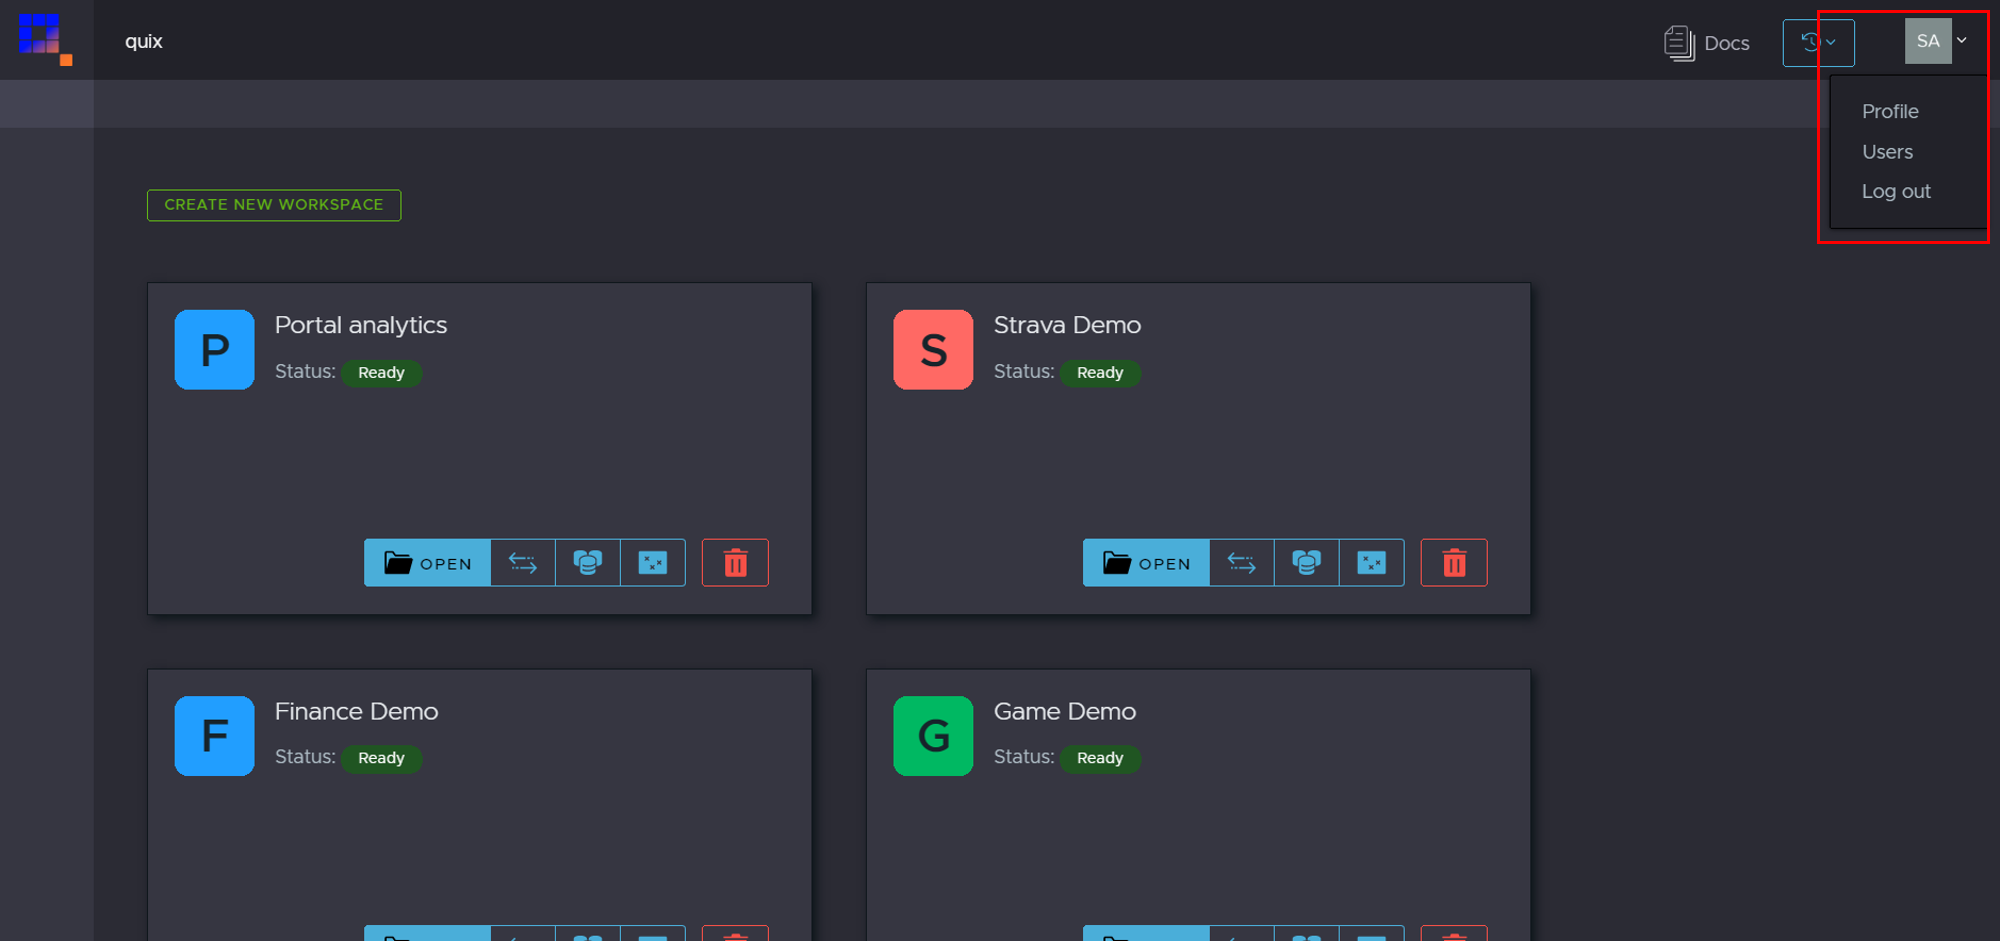 quix
Docs
SA
Profile
Users
Log out
CREATE NEW WORKSPACE
P
Portal analytics
Status: Ready
OPEN
S
Strava Demo
Status: Ready
OPEN
F
Finance Demo
Status: Ready
G
Game Demo
Status: Ready